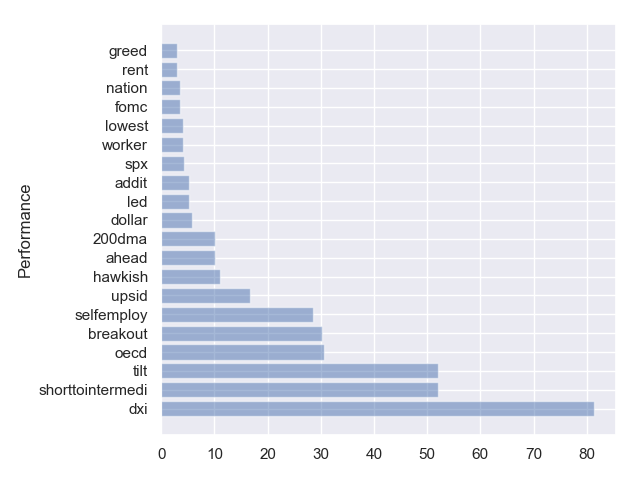 Performance
greed
rent
nation
fomc
lowest
worker
spx
addit
led
dollar
200dma
ahead
hawkish
upsid
selfemploy
breakout
oecd
tilt
shorttointermedi
dxi
0 10 20 30 40 50 60 70 80